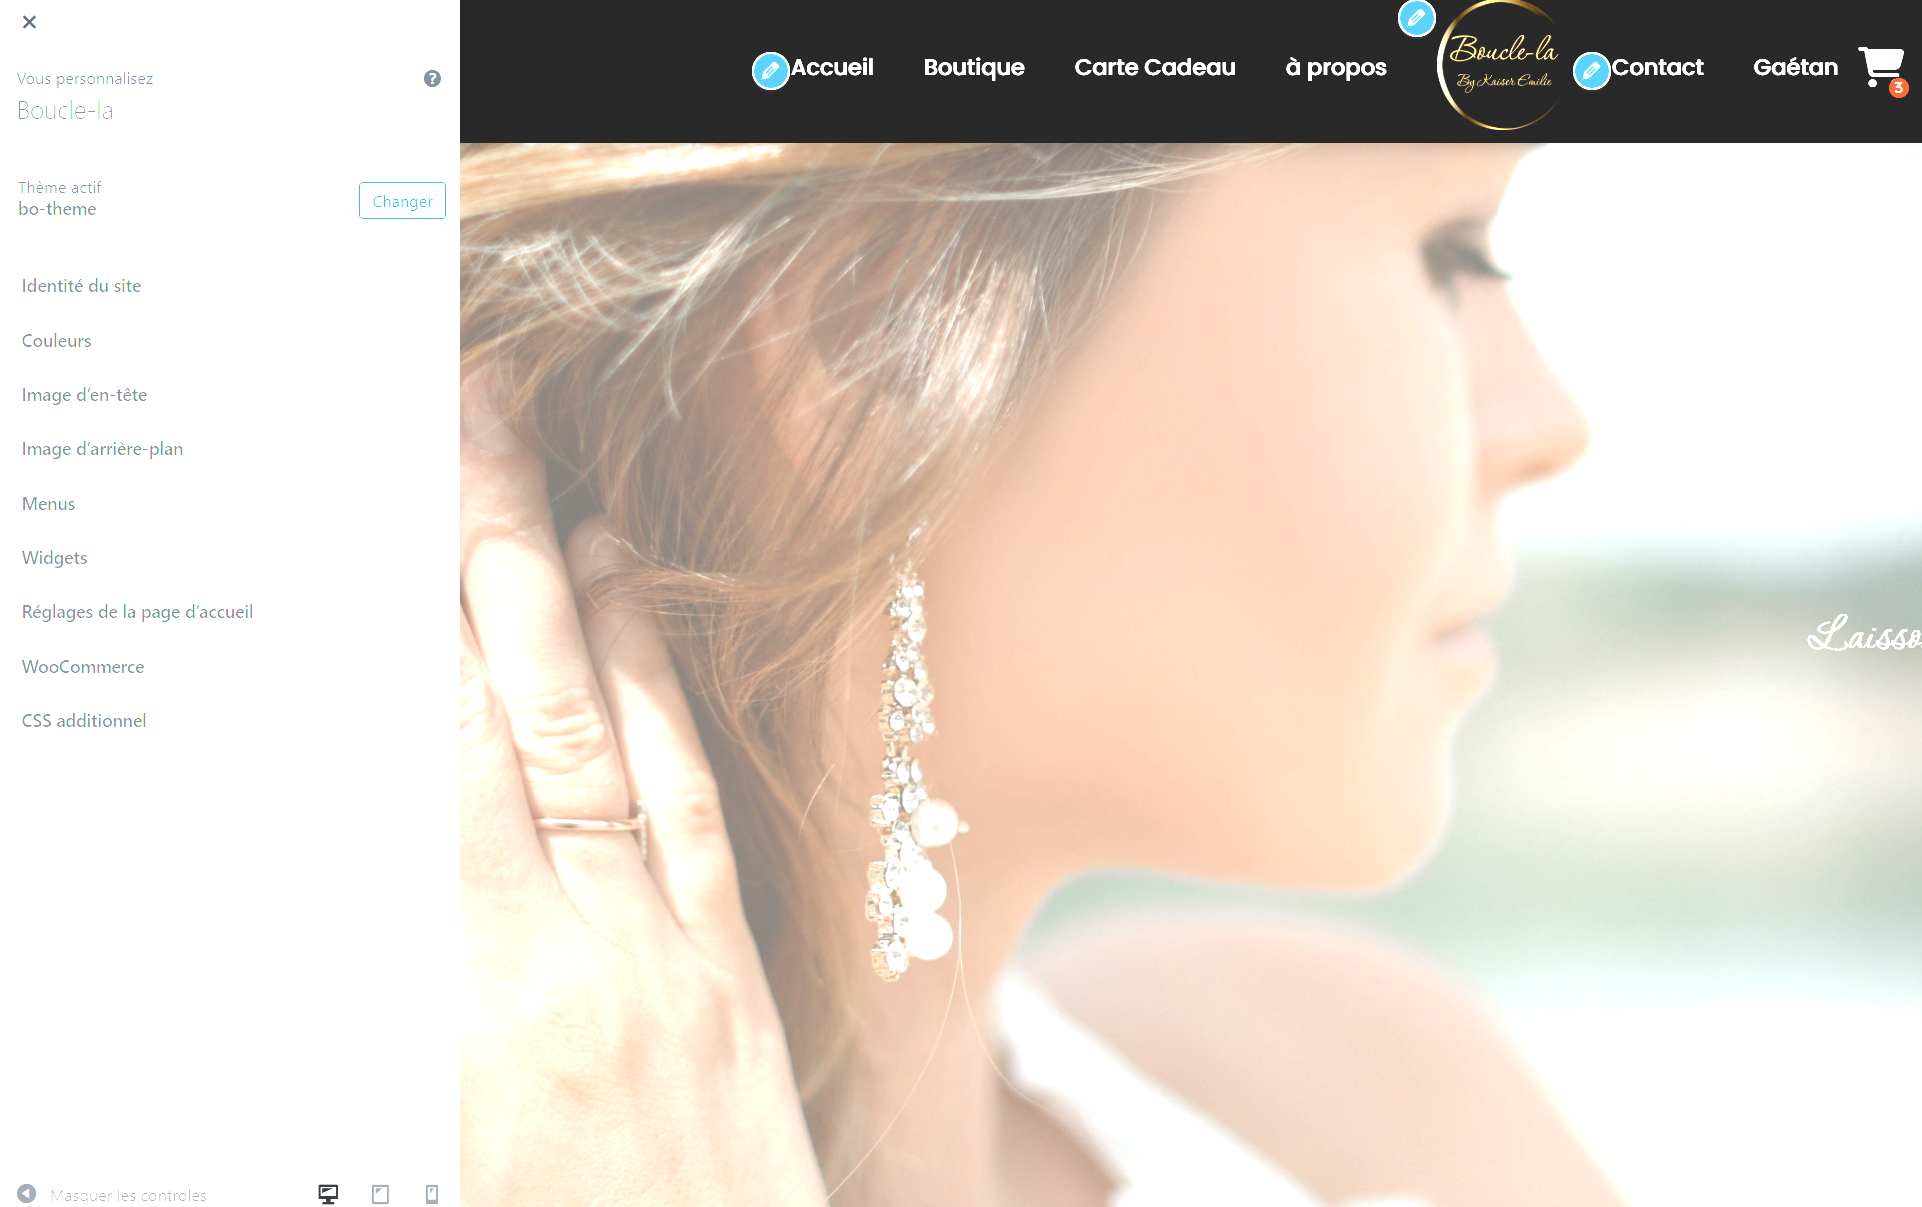 Vous personnalisez
Boucle-la
Thème actif
bo-theme
Changer
Identité du site
Couleurs
Image d’en-tête
Image d’arrière-plan
Menus
Widgets
Réglages de la page d’accueil
WooCommerce
CSS additionnel
Masquer les controles
Accueil
Boutique
Carte Cadeau
à propos
Boucle-la
By Kaiser Emilie
Contact
Gaétan
3